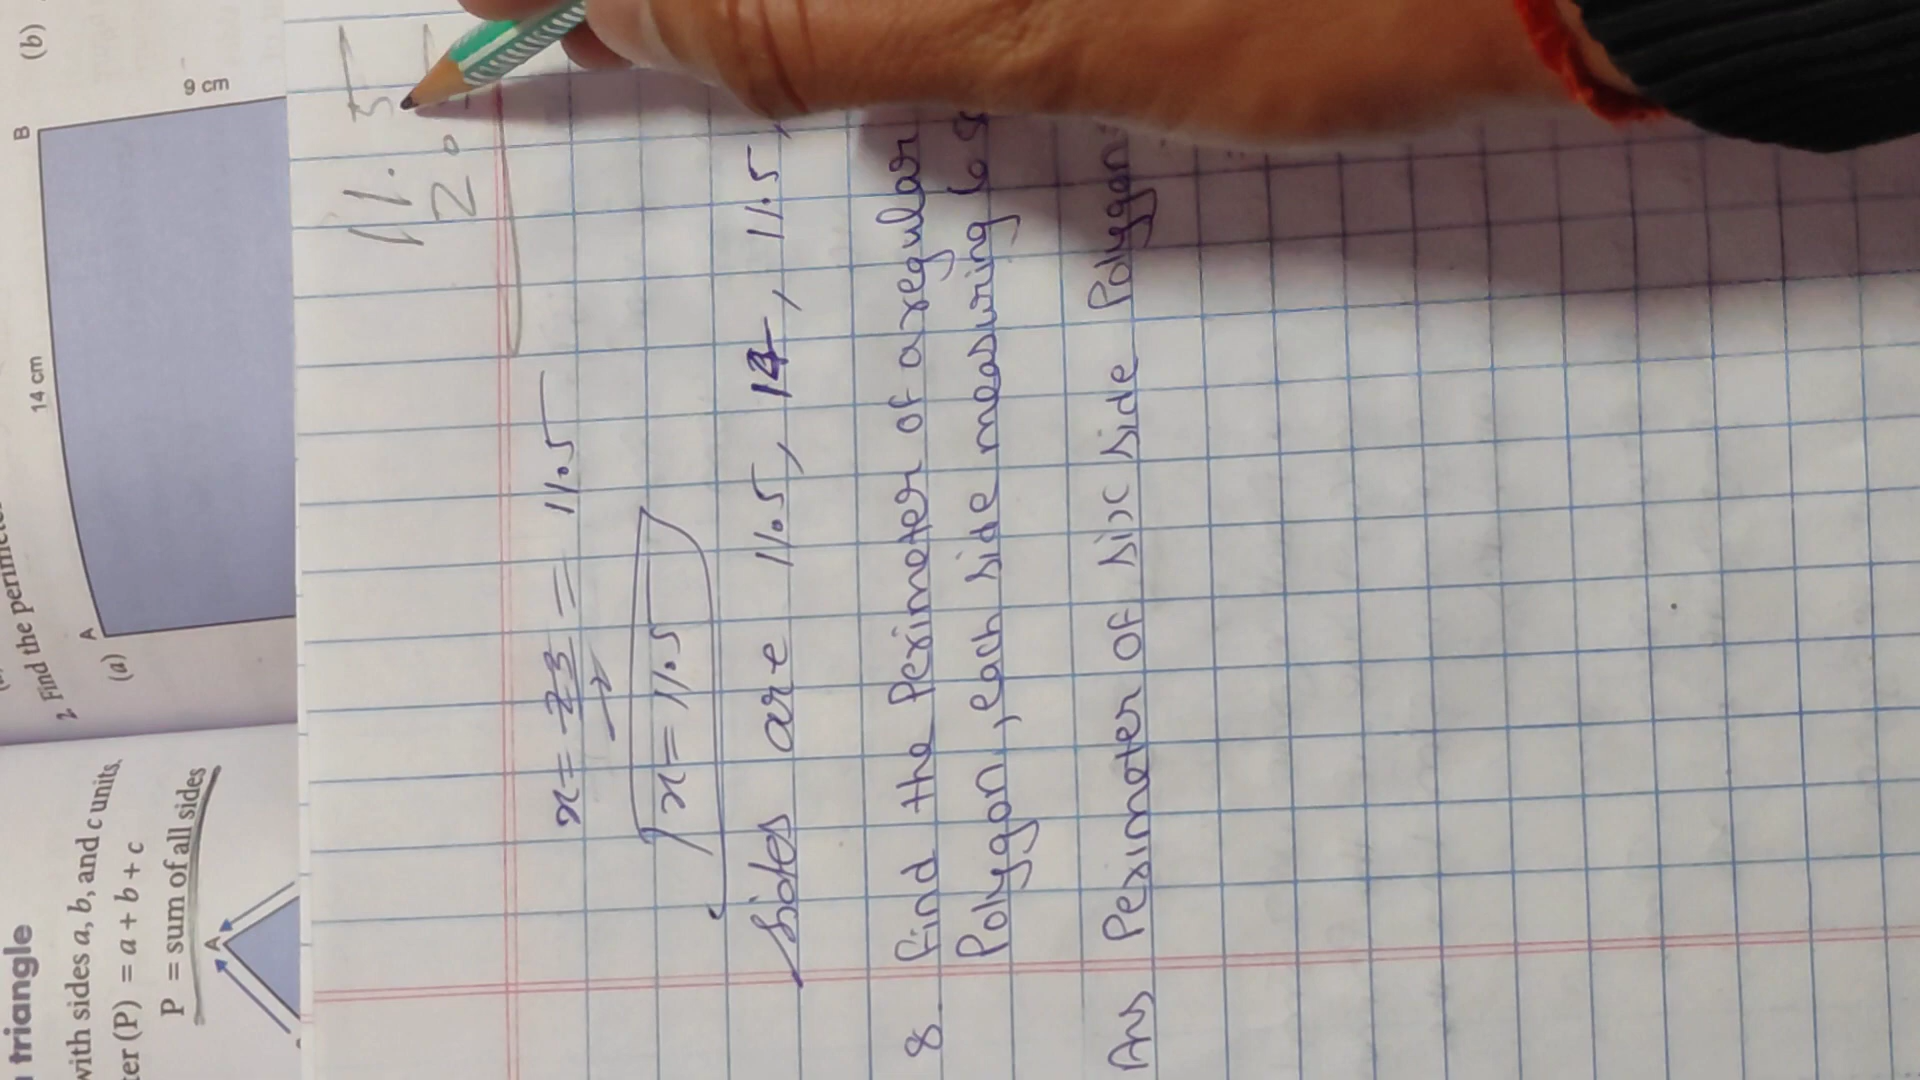 triangle
with sides a, b, and c units,
ter (P) = a + b + c
P = sum of all sides
A
2. Find the perime
(a)
A
14 cm
B
9 cm
(b)
11.5
2.
x = 23/2 = 11.5
x = 11.5
Sides are 11.5, 12, 11.5,
8. Find the Perimeter of a regular
Polygon, each side measuring 6.8
Ans Perimeter of six side Polygon =